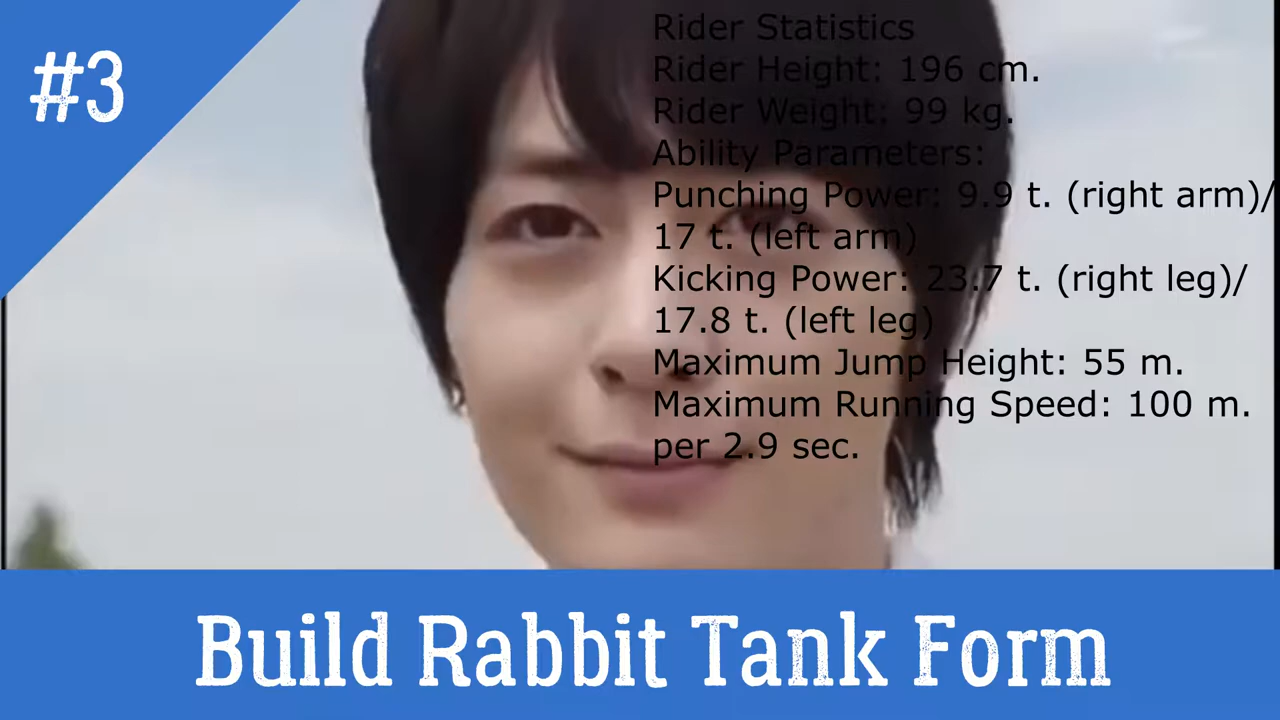 #3
Rider Statistics
Rider Height: 196 cm.
Rider Weight: 99 kg.
Ability Parameters:
Punching Power: 9.9 t. (right arm)/
17 t. (left arm)
Kicking Power: 23.7 t. (right leg)/
17.8 t. (left leg)
Maximum Jump Height: 55 m.
Maximum Running Speed: 100 m.
per 2.9 sec.
Build Rabbit Tank Form